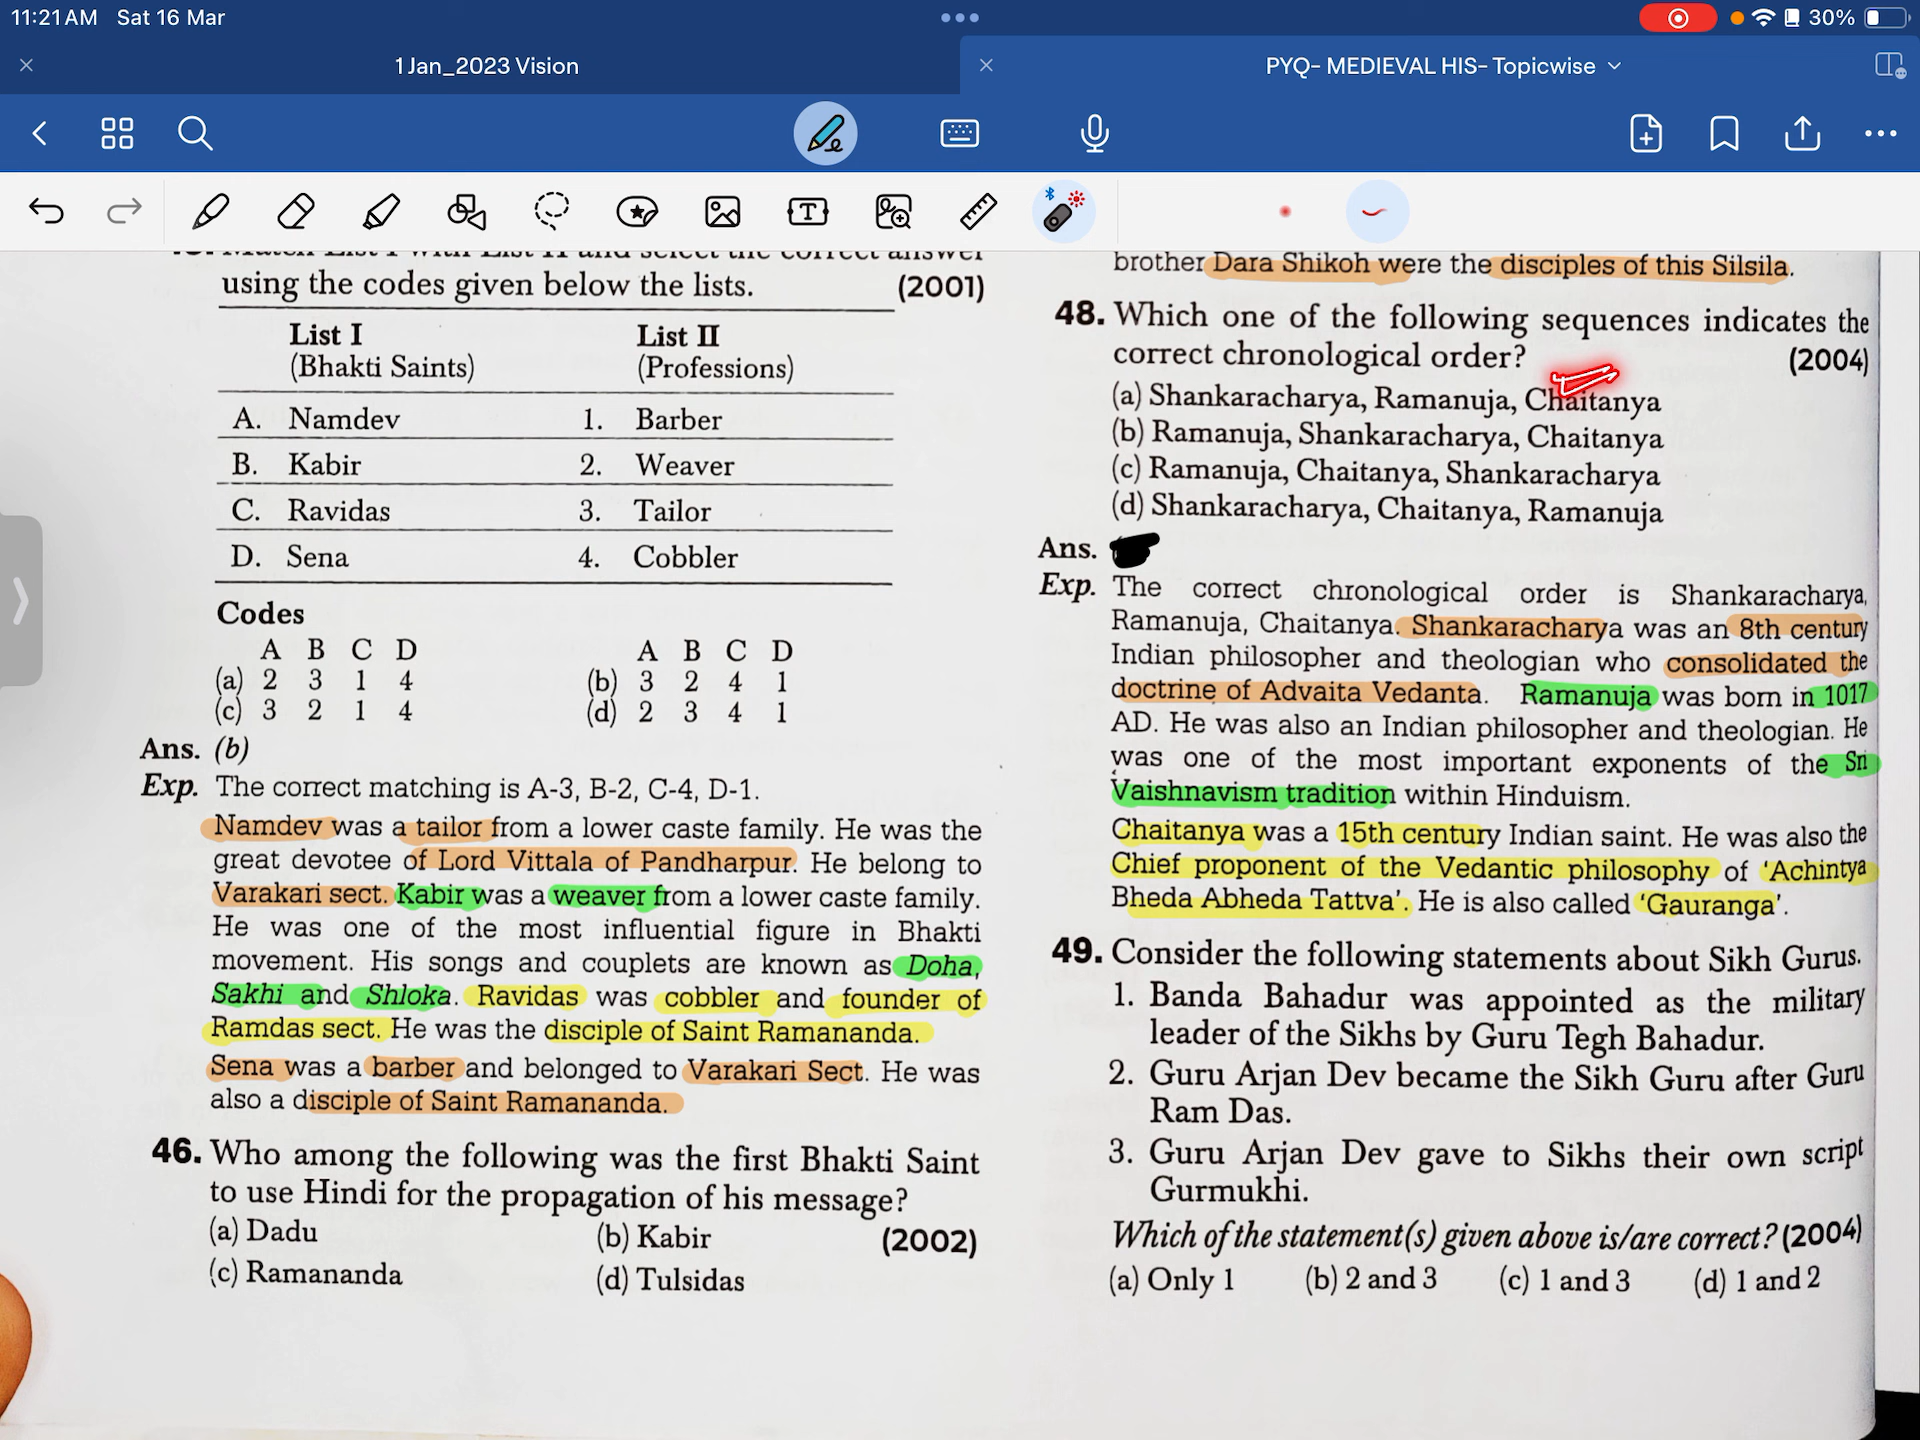 11:21 AM Sat 16 Mar
30%
1 Jan_2023 Vision
PYQ- MEDIEVAL HIS- Topicwise
Match List I with List II and select the correct answer
using the codes given below the lists. (2001)
List I List II
(Bhakti Saints) (Professions)
A. Namdev 1. Barber
B. Kabir 2. Weaver
C. Ravidas 3. Tailor
D. Sena 4. Cobbler
Codes
A B C D A B C D
(a) 2 3 1 4 (b) 3 2 4 1
(c) 3 2 1 4 (d) 2 3 4 1
Ans. (b)
Exp. The correct matching is A-3, B-2, C-4, D-1.
Namdev was a tailor from a lower caste family. He was the
great devotee of Lord Vittala of Pandharpur. He belong to
Varakari sect. Kabir was a weaver from a lower caste family.
He was one of the most influential figure in Bhakti
movement. His songs and couplets are known as Doha,
Sakhi and Shloka. Ravidas was cobbler and founder of
Ramdas sect. He was the disciple of Saint Ramananda.
Sena was a barber and belonged to Varakari Sect. He was
also a disciple of Saint Ramananda.
46. Who among the following was the first Bhakti Saint
to use Hindi for the propagation of his message?
(a) Dadu (b) Kabir (2002)
(c) Ramananda (d) Tulsidas
brother Dara Shikoh were the disciples of this Silsila.
48. Which one of the following sequences indicates the
correct chronological order? (2004)
(a) Shankaracharya, Ramanuja, Chaitanya
(b) Ramanuja, Shankaracharya, Chaitanya
(c) Ramanuja, Chaitanya, Shankaracharya
(d) Shankaracharya, Chaitanya, Ramanuja
Ans.
Exp. The correct chronological order is Shankaracharya,
Ramanuja, Chaitanya. Shankaracharya was an 8th century
Indian philosopher and theologian who consolidated the
doctrine of Advaita Vedanta. Ramanuja was born in 1017
AD. He was also an Indian philosopher and theologian. He
was one of the most important exponents of the Sri
Vaishnavism tradition within Hinduism.
Chaitanya was a 15th century Indian saint. He was also the
Chief proponent of the Vedantic philosophy of 'Achintya
Bheda Abheda Tattva'. He is also called 'Gauranga'.
49. Consider the following statements about Sikh Gurus.
1. Banda Bahadur was appointed as the military
leader of the Sikhs by Guru Tegh Bahadur.
2. Guru Arjan Dev became the Sikh Guru after Guru
Ram Das.
3. Guru Arjan Dev gave to Sikhs their own script
Gurmukhi.
Which of the statement(s) given above is/are correct? (2004)
(a) Only 1 (b) 2 and 3 (c) 1 and 3 (d) 1 and 2